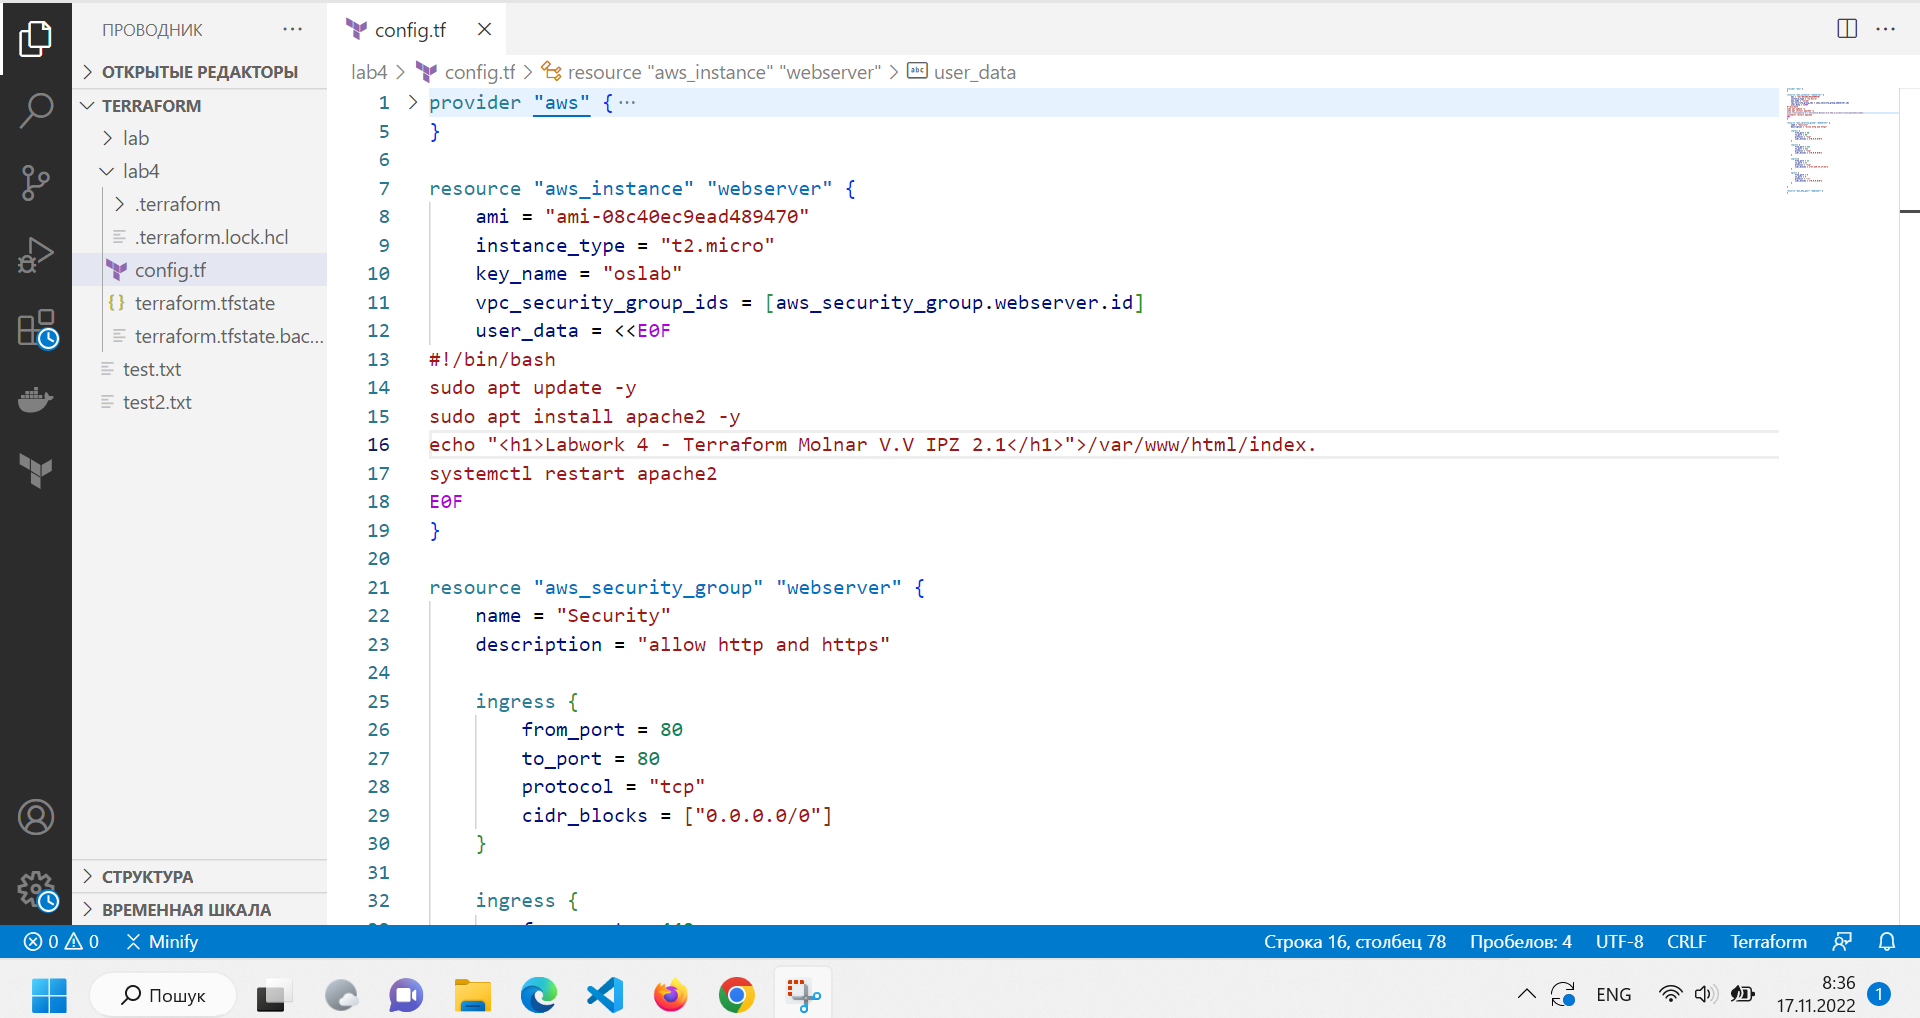 ПРОВОДНИК
ОТКРЫТЫЕ РЕДАКТОРЫ
TERRAFORM
lab
lab4
.terraform
.terraform.lock.hcl
config.tf
terraform.tfstate
terraform.tfstate.bac...
test.txt
test2.txt
СТРУКТУРА
ВРЕМЕННАЯ ШКАЛА
config.tf
lab4 > config.tf > resource "aws_instance" "webserver" > user_data
1 provider "aws" { ...
5 }
6
7 resource "aws_instance" "webserver" {
8 ami = "ami-08c40ec9ead489470"
9 instance_type = "t2.micro"
10 key_name = "oslab"
11 vpc_security_group_ids = [aws_security_group.webserver.id]
12 user_data = <<E0F
13 #!/bin/bash
14 sudo apt update -y
15 sudo apt install apache2 -y
16 echo "<h1>Labwork 4 - Terraform Molnar V.V IPZ 2.1</h1>">/var/www/html/index.
17 systemctl restart apache2
18 E0F
19 }
20
21 resource "aws_security_group" "webserver" {
22 name = "Security"
23 description = "allow http and https"
24
25 ingress {
26 from_port = 80
27 to_port = 80
28 protocol = "tcp"
29 cidr_blocks = ["0.0.0.0/0"]
30 }
31
32 ingress {
0 0 Minify
Строка 16, столбец 78 Пробелов: 4 UTF-8 CRLF Terraform
Пошук
ENG
8:36
17.11.2022
1